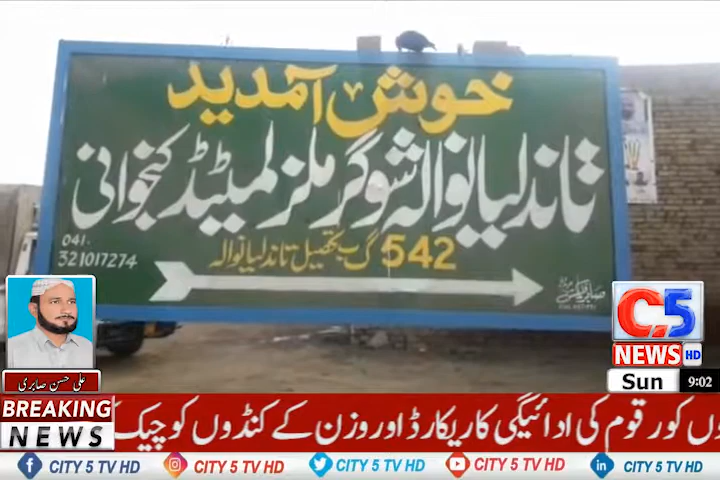 خوش آمدید
تاندلیانوالہ شوگر ملز لمیٹڈ کنجوانی
041-
321017274
542 گ ب تحصیل تاندلیانوالہ
C5
NEWS HD
Sun 9:02
علی حسن صابری
BREAKING
NEWS
وں کو رقوم کی ادائیگی کا ریکارڈ اور وزن کے کنڈوں کو چیک
CITY 5 TV HD CITY 5 TV HD CITY 5 TV HD CITY 5 TV HD CITY 5 TV HD